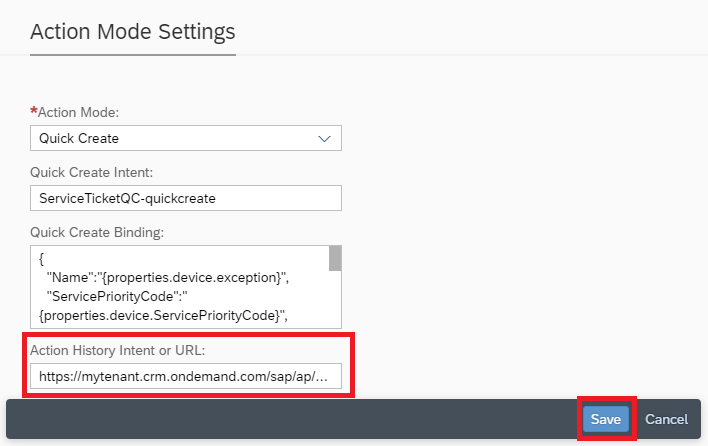 Action Mode Settings
*Action Mode:
Quick Create
Quick Create Intent:
ServiceTicketQC-quickcreate
Quick Create Binding:
{
"Name":"{properties.device.exception}",
"ServicePriorityCode":"
{properties.device.ServicePriorityCode}",
Action History Intent or URL:
https://mytenant.crm.ondemand.com/sap/ap/...
Save Cancel